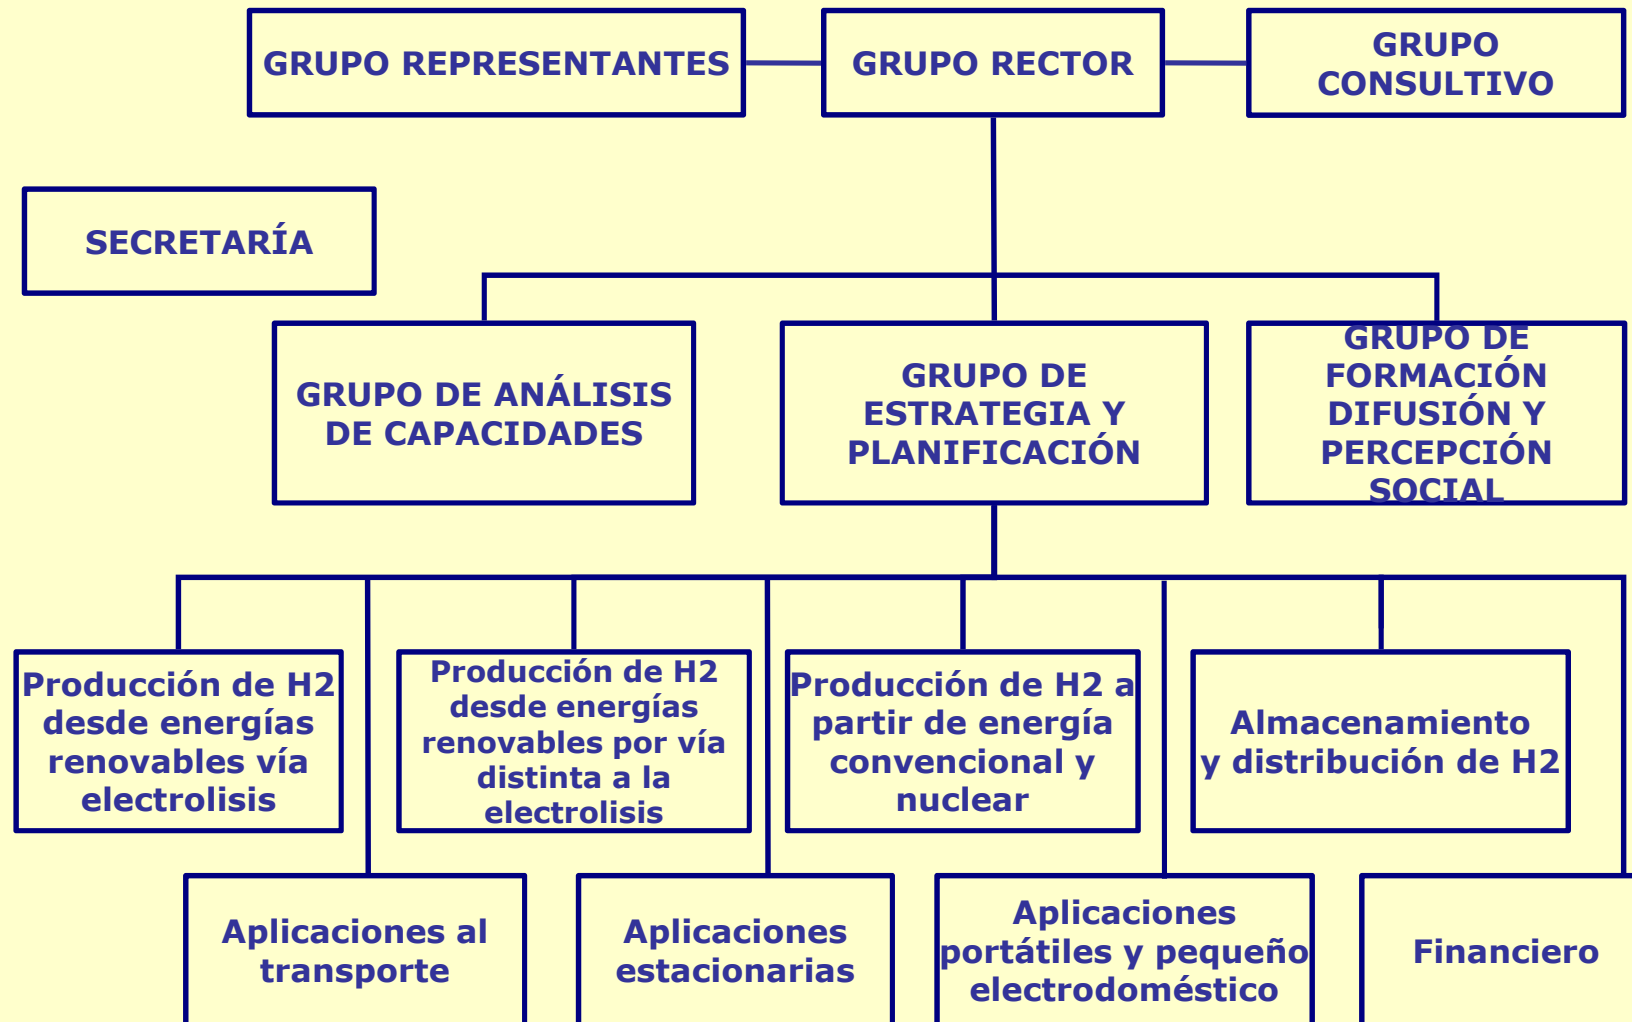 GRUPO REPRESENTANTES
GRUPO RECTOR
GRUPO
CONSULTIVO
SECRETARÍA
GRUPO DE ANÁLISIS
DE CAPACIDADES
GRUPO DE
ESTRATEGIA Y
PLANIFICACIÓN
GRUPO DE
FORMACIÓN
DIFUSIÓN Y
PERCEPCIÓN
SOCIAL
Producción de H2
desde energías
renovables vía
electrolisis
Producción de H2
desde energías
renovables por vía
distinta a la
electrolisis
Producción de H2 a
partir de energía
convencional y
nuclear
Almacenamiento
y distribución de H2
Aplicaciones al
transporte
Aplicaciones
estacionarias
Aplicaciones
portátiles y pequeño
electrodoméstico
Financiero